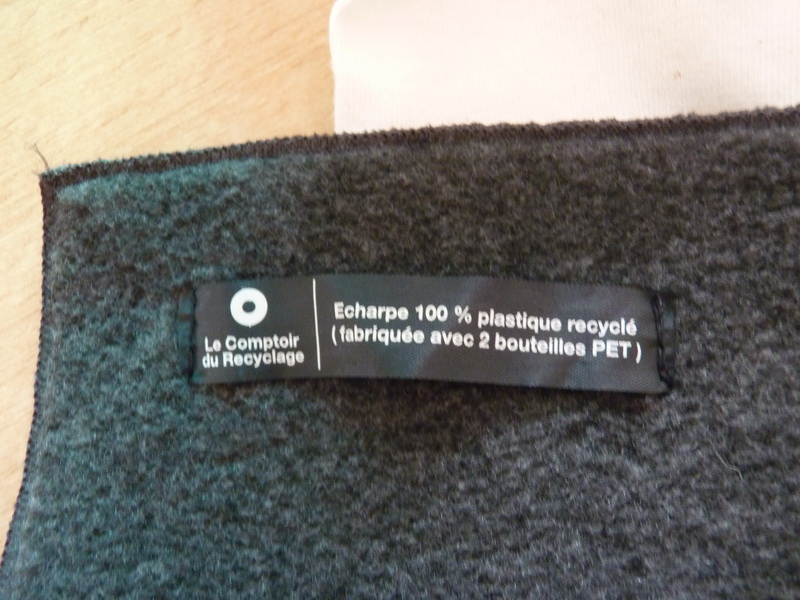 Le Comptoir
du Recyclage
Echarpe 100 % plastique recyclé
(fabriquée avec 2 bouteilles PET)